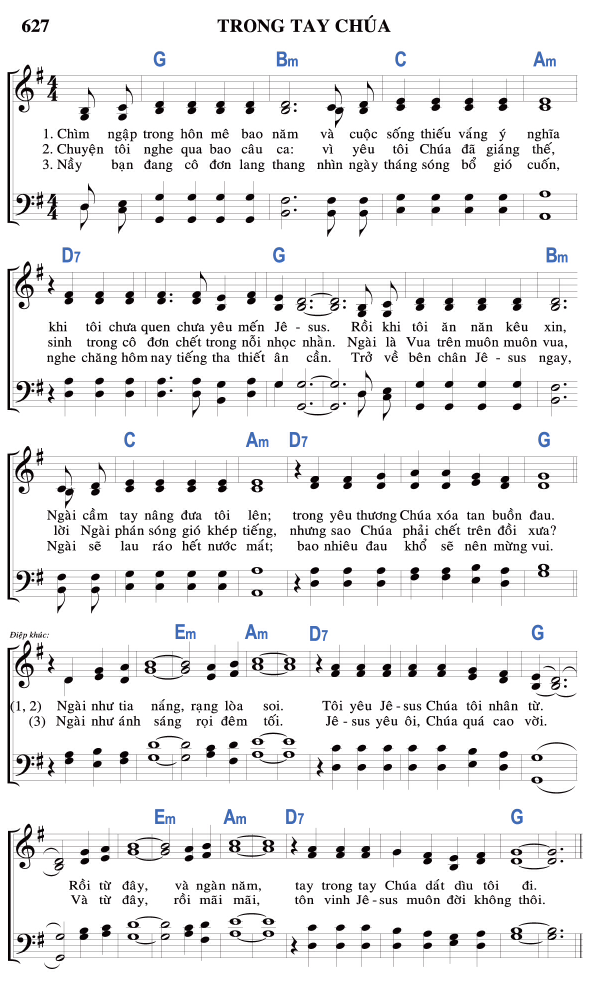 627 TRONG TAY CHÚA
G Bm C Am
1. Chìm ngập trong hôn mê bao năm và cuộc sống thiếu váng ý nghĩa
2. Chuyện tôi nghe qua bao câu ca: vì yêu tôi Chúa đã giáng thế,
3. Nầy bạn đang cô đơn lang thang nhìn ngày tháng sóng bổ gió cuốn,
D7 G Bm
khi tôi chưa quen chưa yêu mến Jê - sus. Rồi khi tôi ăn năn kêu xin,
sinh trong cô đơn chết trong nỗi nhọc nhằn. Ngài là Vua trên muôn muôn vua,
nghe chăng hôm nay tiếng tha thiết ân cần. Trở về bên chân Jê - sus ngay,
C Am D7 G
Ngài cầm tay nâng đưa tôi lên; trong yêu thương Chúa xóa tan buồn đau.
lời Ngài phán sóng gió khép tiếng, nhưng sao Chúa phải chết trên đồi xưa?
Ngài sẽ lau ráo hết nước mắt; bao nhiêu đau khổ sẽ nên mừng vui.
Điệp khúc:
Em Am D7 G
(1, 2) Ngài như tia nắng, rạng lòa soi. Tôi yêu Jê - sus Chúa tôi nhân từ.
(3) Ngài như ánh sáng rọi đêm tối. Jê - sus yêu ôi, Chúa quá cao vời.
Em Am D7 G
Rồi từ đây, và ngàn năm, tay trong tay Chúa dắt dìu tôi đi.
Và từ đây, rồi mãi mãi, tôn vinh Jê-sus muôn đời không thôi.